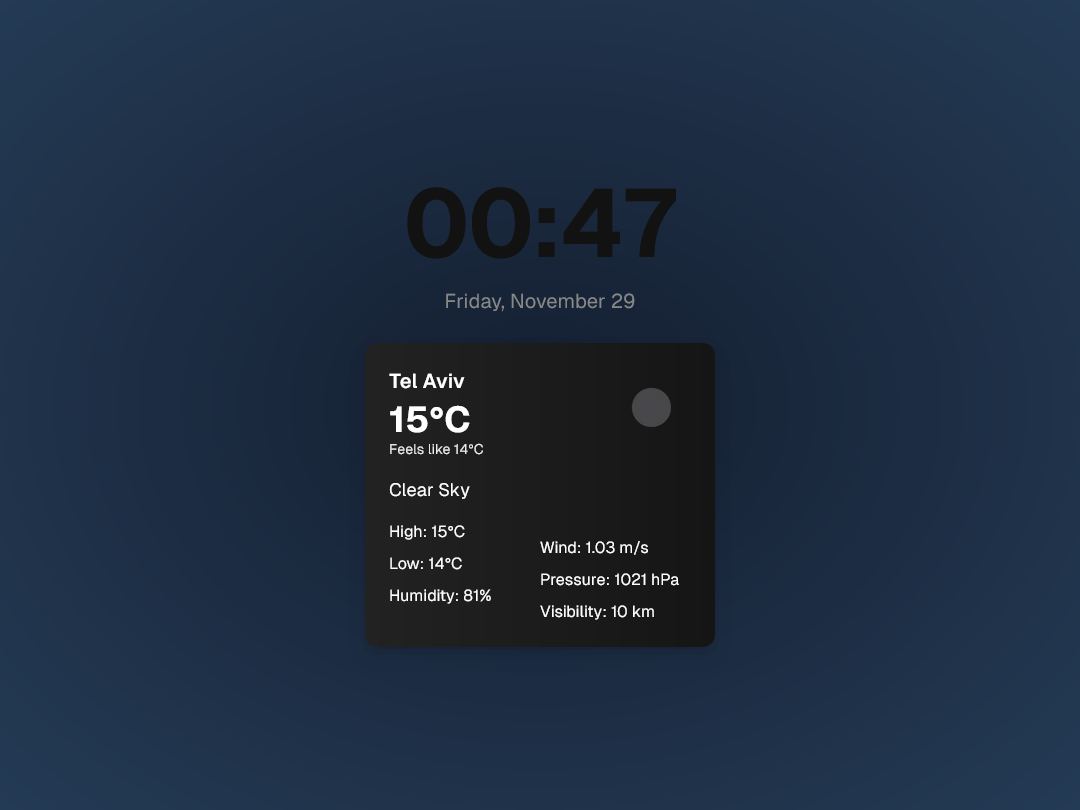 00:47
Friday, November 29
Tel Aviv
15°C
Feels like 14°C
Clear Sky
High: 15°C
Low: 14°C
Humidity: 81%
Wind: 1.03 m/s
Pressure: 1021 hPa
Visibility: 10 km